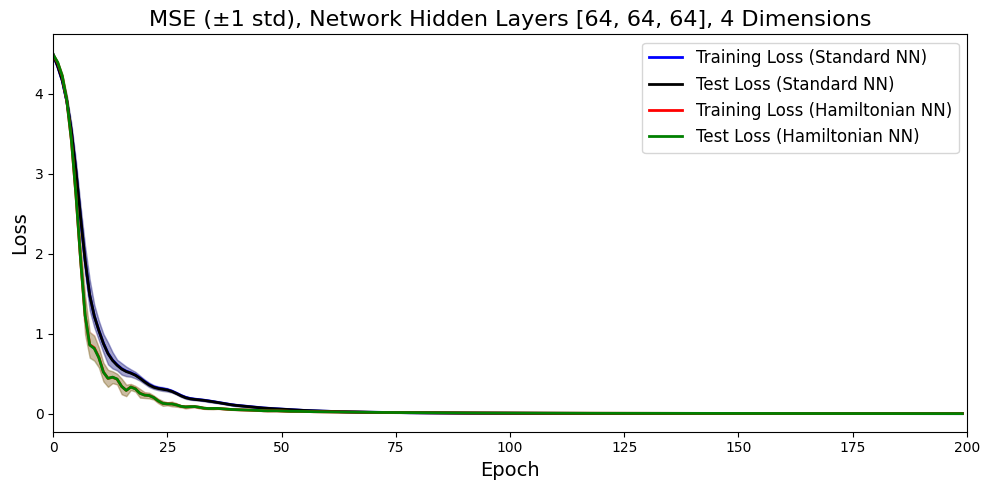 MSE (±1 std), Network Hidden Layers [64, 64, 64], 4 Dimensions
Training Loss (Standard NN)
Test Loss (Standard NN)
Training Loss (Hamiltonian NN)
Test Loss (Hamiltonian NN)
Loss
4
3
2
1
0
0 25 50 75 100 125 150 175 200
Epoch